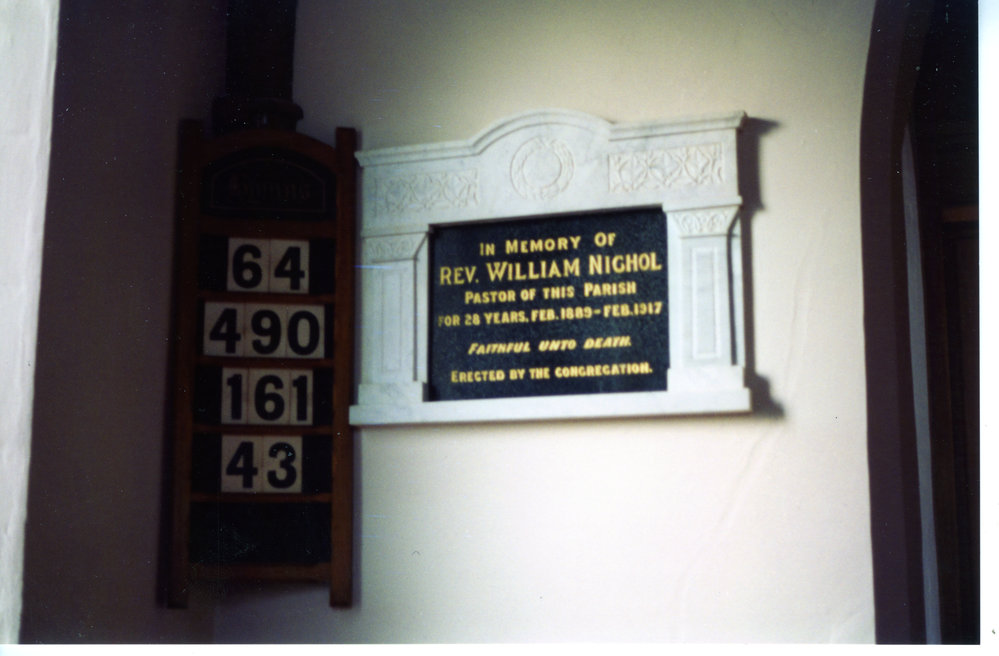 Hymns
64
490
161
43
IN MEMORY OF
REV. WILLIAM NICHOL
PASTOR OF THIS PARISH
FOR 28 YEARS, FEB. 1889-FEB. 1917
FAITHFUL UNTO DEATH.
ERECTED BY THE CONGREGATION.